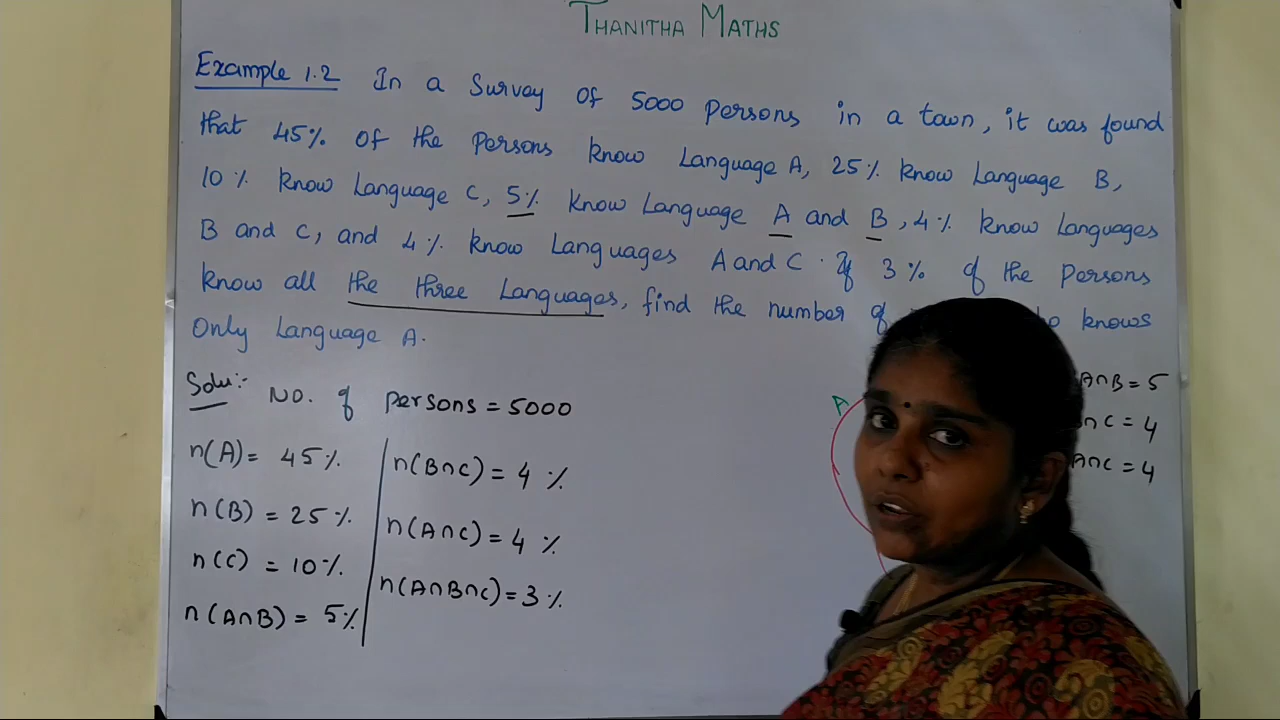 THANITHA MATHS
Example 1.2 In a Survey of 5000 persons in a town, it was found
that 45% of the persons know Language A, 25% know Language B,
10% know Language C, 5% know Language A and B, 4% know Languages
B and C, and 4% know Languages A and C. If 3% of the persons
know all the three Languages, find the number of knows
Only Language A.
Solu:- NO. of persons = 5000
n(A) = 45%
n(B) = 25%
n(C) = 10%
n(A∩B) = 5%
n(B∩C) = 4%
n(A∩C) = 4%
n(A∩B∩C) = 3%
A
A∩B = 5
∩C = 4
A∩C = 4